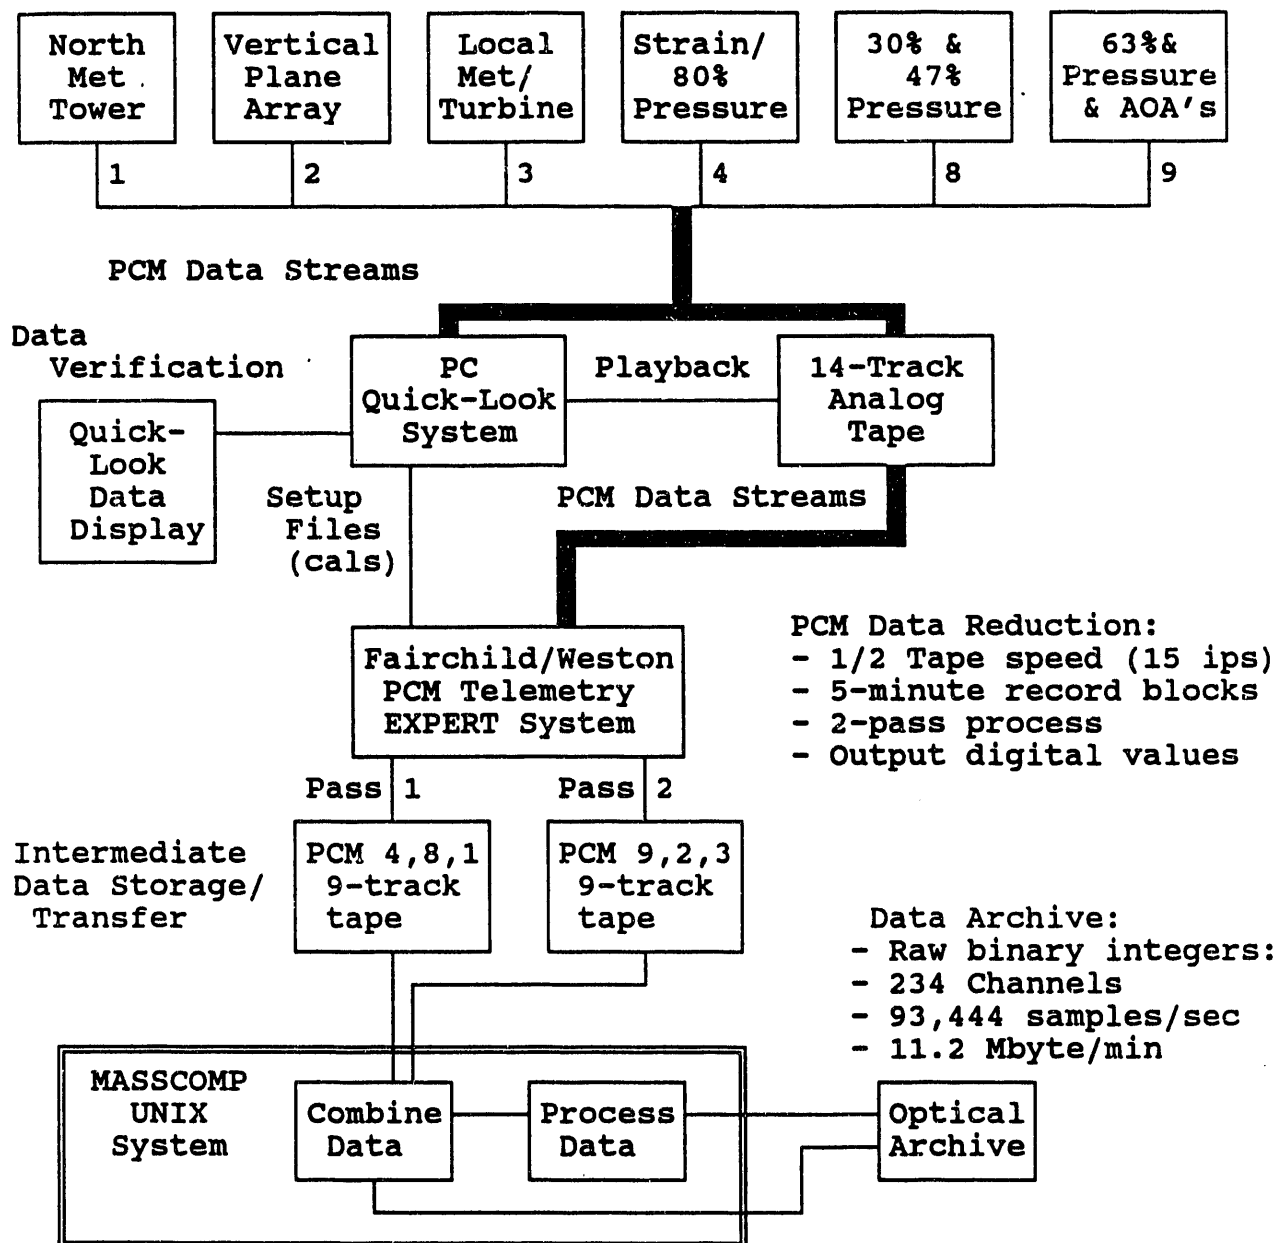 North
Met
Tower
Vertical
Plane
Array
Local
Met/
Turbine
Strain/
80%
Pressure
30% &
47%
Pressure
63%&
Pressure
& AOA's
1
2
3
4
8
9
PCM Data Streams
Data
Verification
PC
Quick-Look
System
Playback
14-Track
Analog
Tape
Quick-
Look
Data
Display
Setup
Files
(cals)
PCM Data Streams
Fairchild/Weston
PCM Telemetry
EXPERT System
PCM Data Reduction:
- 1/2 Tape speed (15 ips)
- 5-minute record blocks
- 2-pass process
- Output digital values
Pass 1
Pass 2
Intermediate
Data Storage/
Transfer
PCM 4,8,1
9-track
tape
PCM 9,2,3
9-track
tape
Data Archive:
- Raw binary integers:
- 234 Channels
- 93,444 samples/sec
- 11.2 Mbyte/min
MASSCOMP
UNIX
System
Combine
Data
Process
Data
Optical
Archive